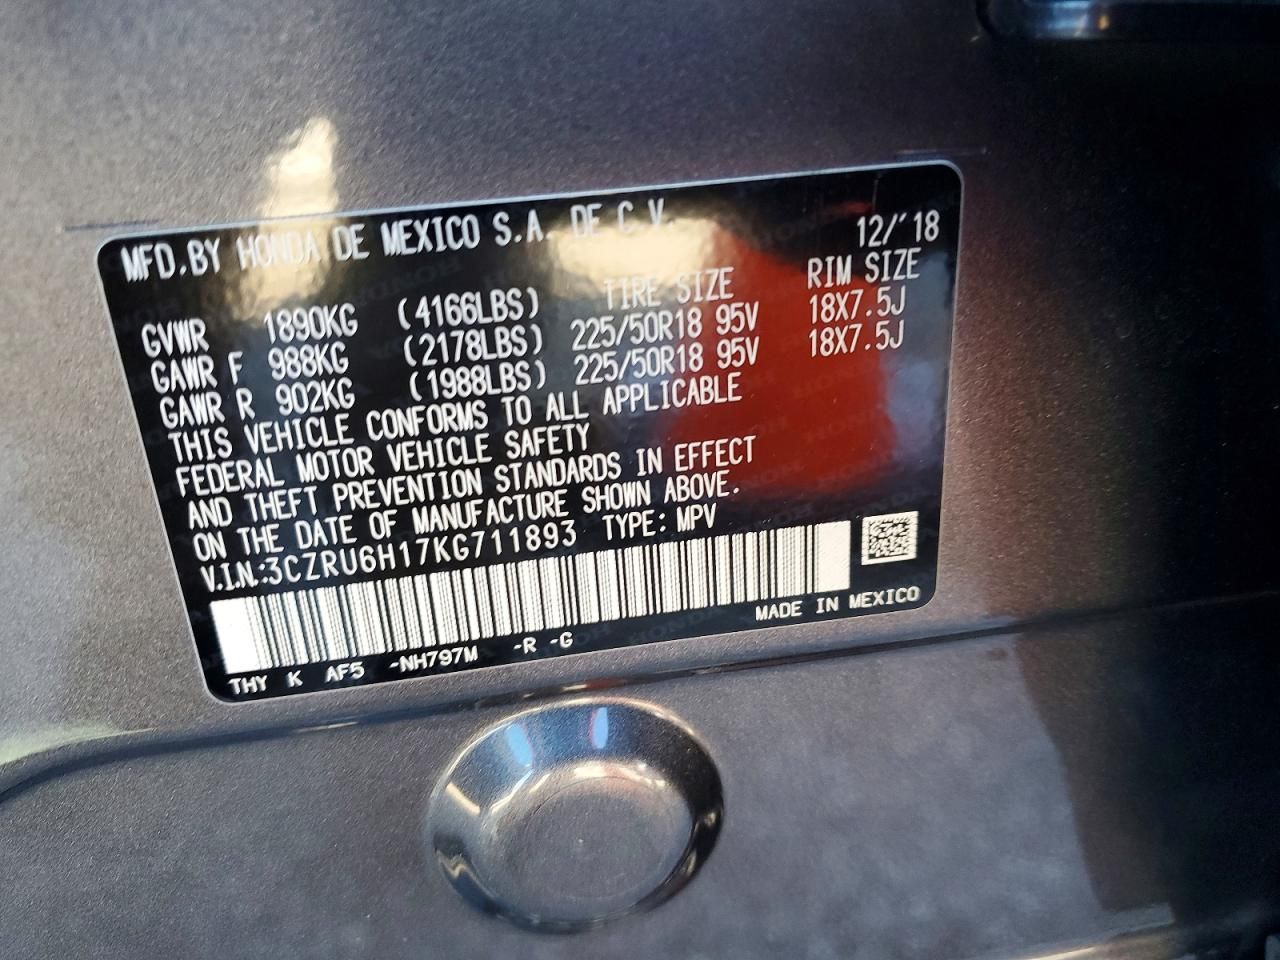 MFD. BY HONDA DE MEXICO S.A. DE C.V. 12/'18
TIRE SIZE RIM SIZE
GVWR 1890KG (4166LBS)
GAWR F 988KG (2178LBS) 225/50R18 95V 18X7.5J
GAWR R 902KG (1988LBS) 225/50R18 95V 18X7.5J
THIS VEHICLE CONFORMS TO ALL APPLICABLE
FEDERAL MOTOR VEHICLE SAFETY
AND THEFT PREVENTION STANDARDS IN EFFECT
ON THE DATE OF MANUFACTURE SHOWN ABOVE.
V.I.N.:3CZRU6H17KG711893 TYPE: MPV
MADE IN MEXICO
THY K AF5 -NH797M -R -G